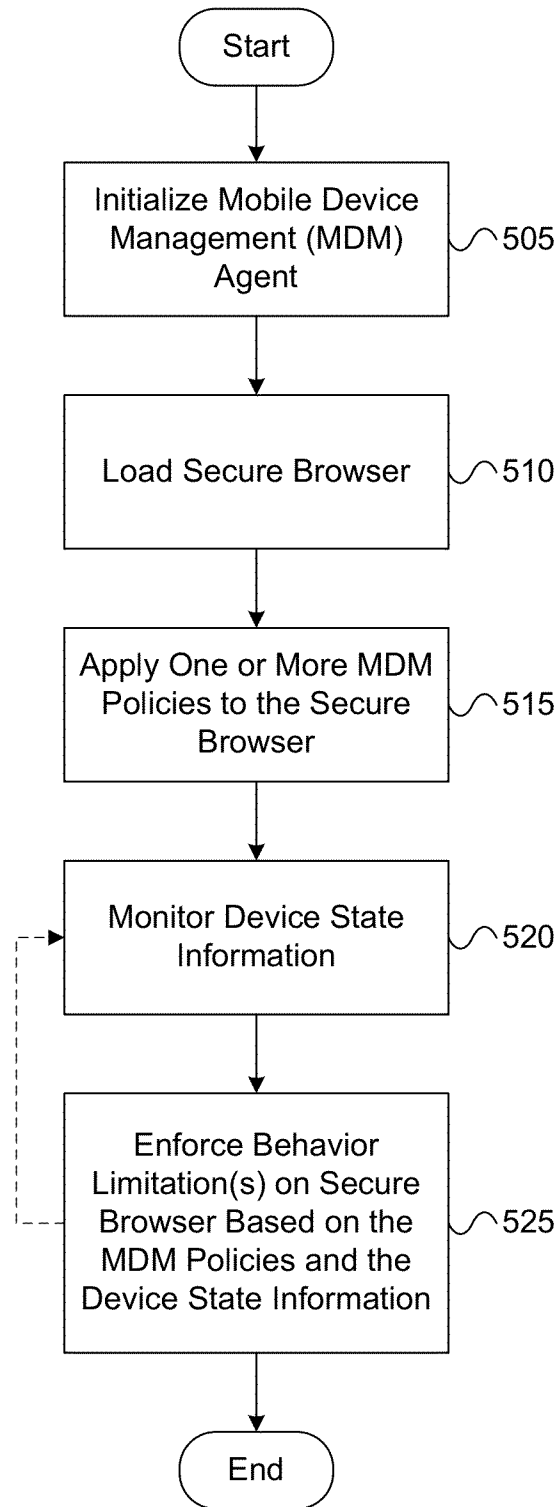 Start
Initialize Mobile Device
Management (MDM)
Agent
505
Load Secure Browser
510
Apply One or More MDM
Policies to the Secure
Browser
515
Monitor Device State
Information
520
Enforce Behavior
Limitation(s) on Secure
Browser Based on the
MDM Policies and the
Device State Information
525
End